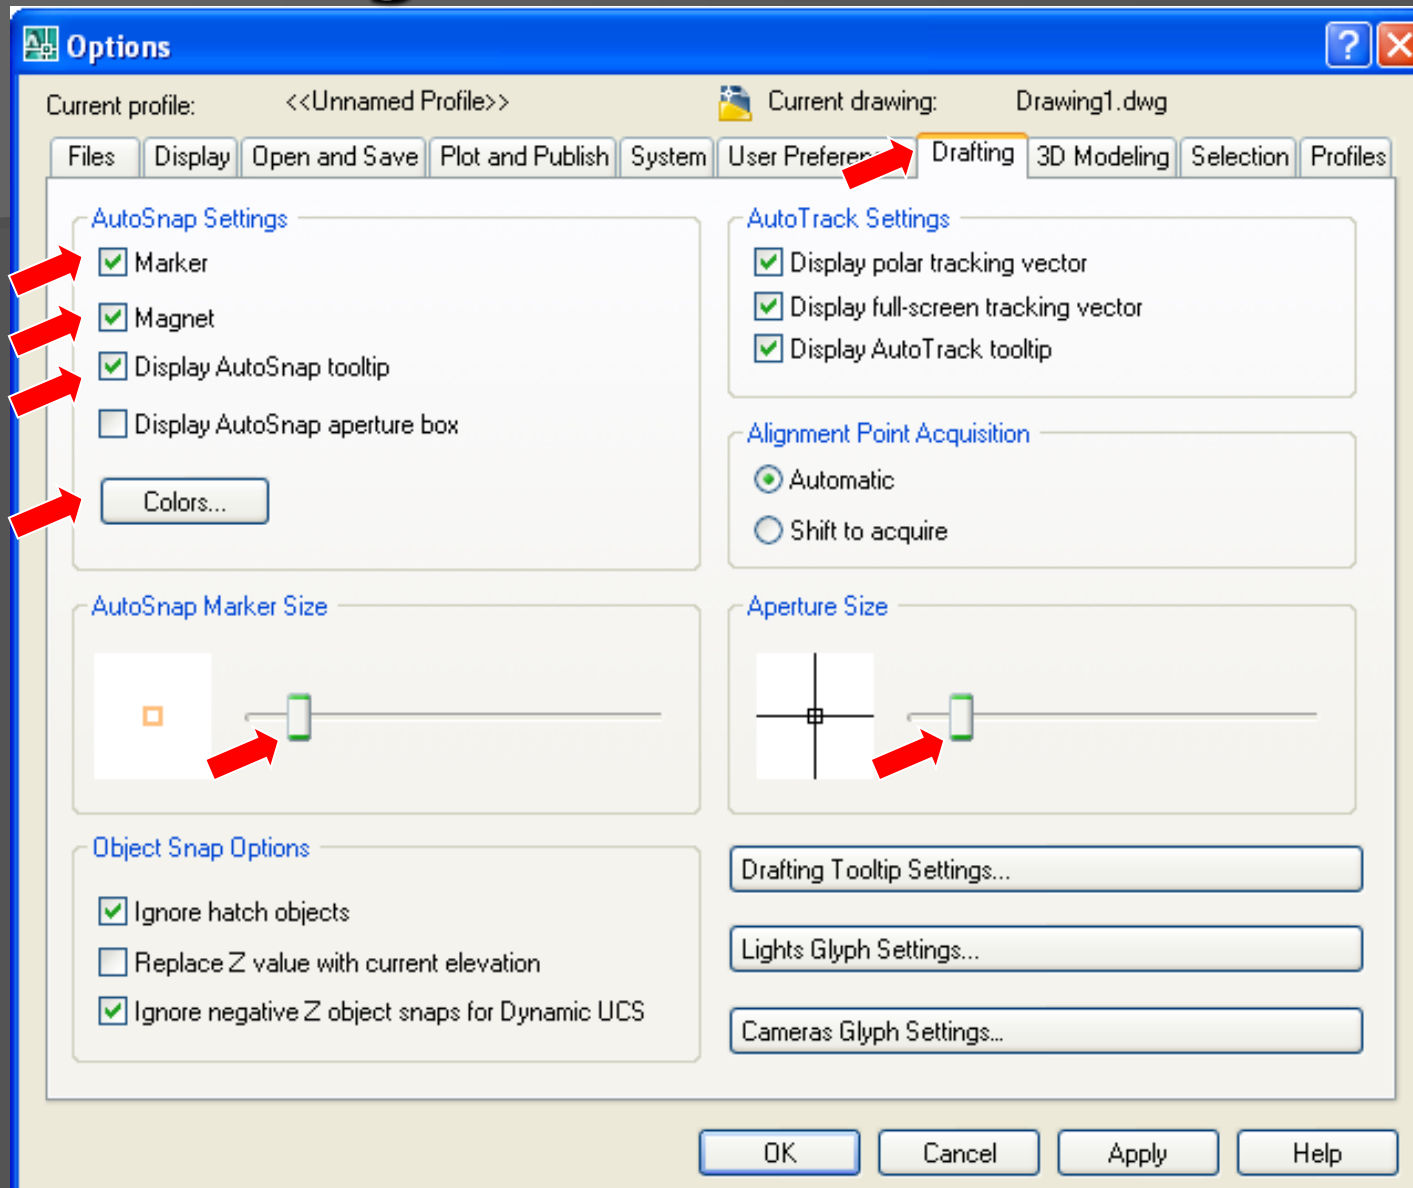 Options
Current profile: <<Unnamed Profile>> Current drawing: Drawing1.dwg
Files Display Open and Save Plot and Publish System User Drafting 3D Modeling Selection Profiles
AutoSnap Settings
Marker
Magnet
Display AutoSnap tooltip
Display AutoSnap aperture box
Colors...
AutoTrack Settings
Display polar tracking vector
Display full-screen tracking vector
Display AutoTrack tooltip
Alignment Point Acquisition
Automatic
Shift to acquire
AutoSnap Marker Size
Aperture Size
Object Snap Options
Ignore hatch objects
Replace Z value with current elevation
Ignore negative Z object snaps for Dynamic UCS
Drafting Tooltip Settings...
Lights Glyph Settings...
Cameras Glyph Settings...
OK Cancel Apply Help